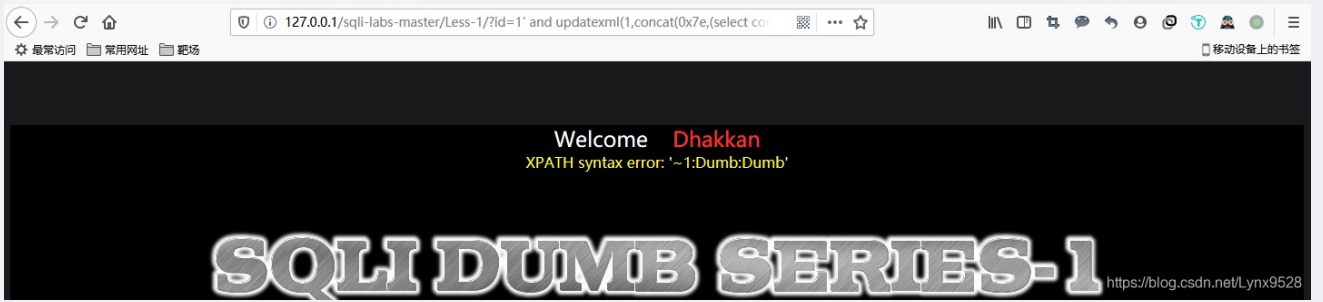 127.0.0.1/sqli-labs-master/Less-1/?id=1' and updatexml(1,concat(0x7e,(select co
最常访问 常用网址 靶场 移动设备上的书签
Welcome Dhakkan
XPATH syntax error: '~1:Dumb:Dumb'
SQLI DUMB SERIES-1
https://blog.csdn.net/Lynx9528